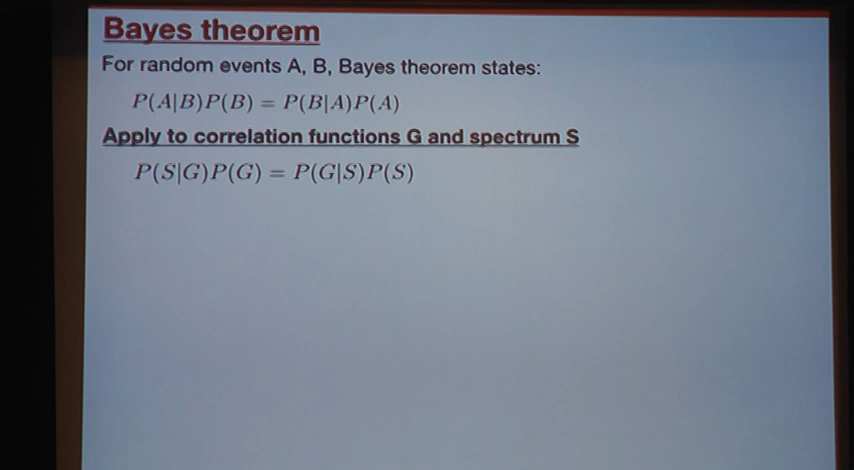 Bayes theorem
For random events A, B, Bayes theorem states:
P(A|B)P(B) = P(B|A)P(A)
Apply to correlation functions G and spectrum S
P(S|G)P(G) = P(G|S)P(S)